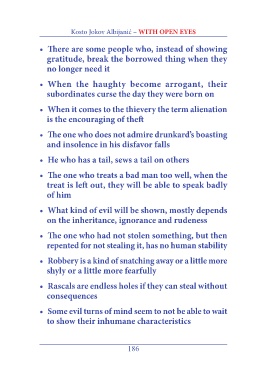 Kosto Jokov Albijanić – WITH OPEN EYES
• There are some people who, instead of showing
gratitude, break the borrowed thing when they
no longer need it
• When the haughty become arrogant, their
subordinates curse the day they were born on
• When it comes to the thievery the term alienation
is the encouraging of theft
• The one who does not admire drunkard's boasting
and insolence in his disfavor falls
• He who has a tail, sews a tail on others
• The one who treats a bad man too well, when the
treat is left out, they will be able to speak badly
of him
• What kind of evil will be shown, mostly depends
on the inheritance, ignorance and rudeness
• The one who had not stolen something, but then
repented for not stealing it, has no human stability
• Robbery is a kind of snatching away or a little more
shyly or a little more fearfully
• Rascals are endless holes if they can steal without
consequences
• Some evil turns of mind seem to not be able to wait
to show their inhumane characteristics
186